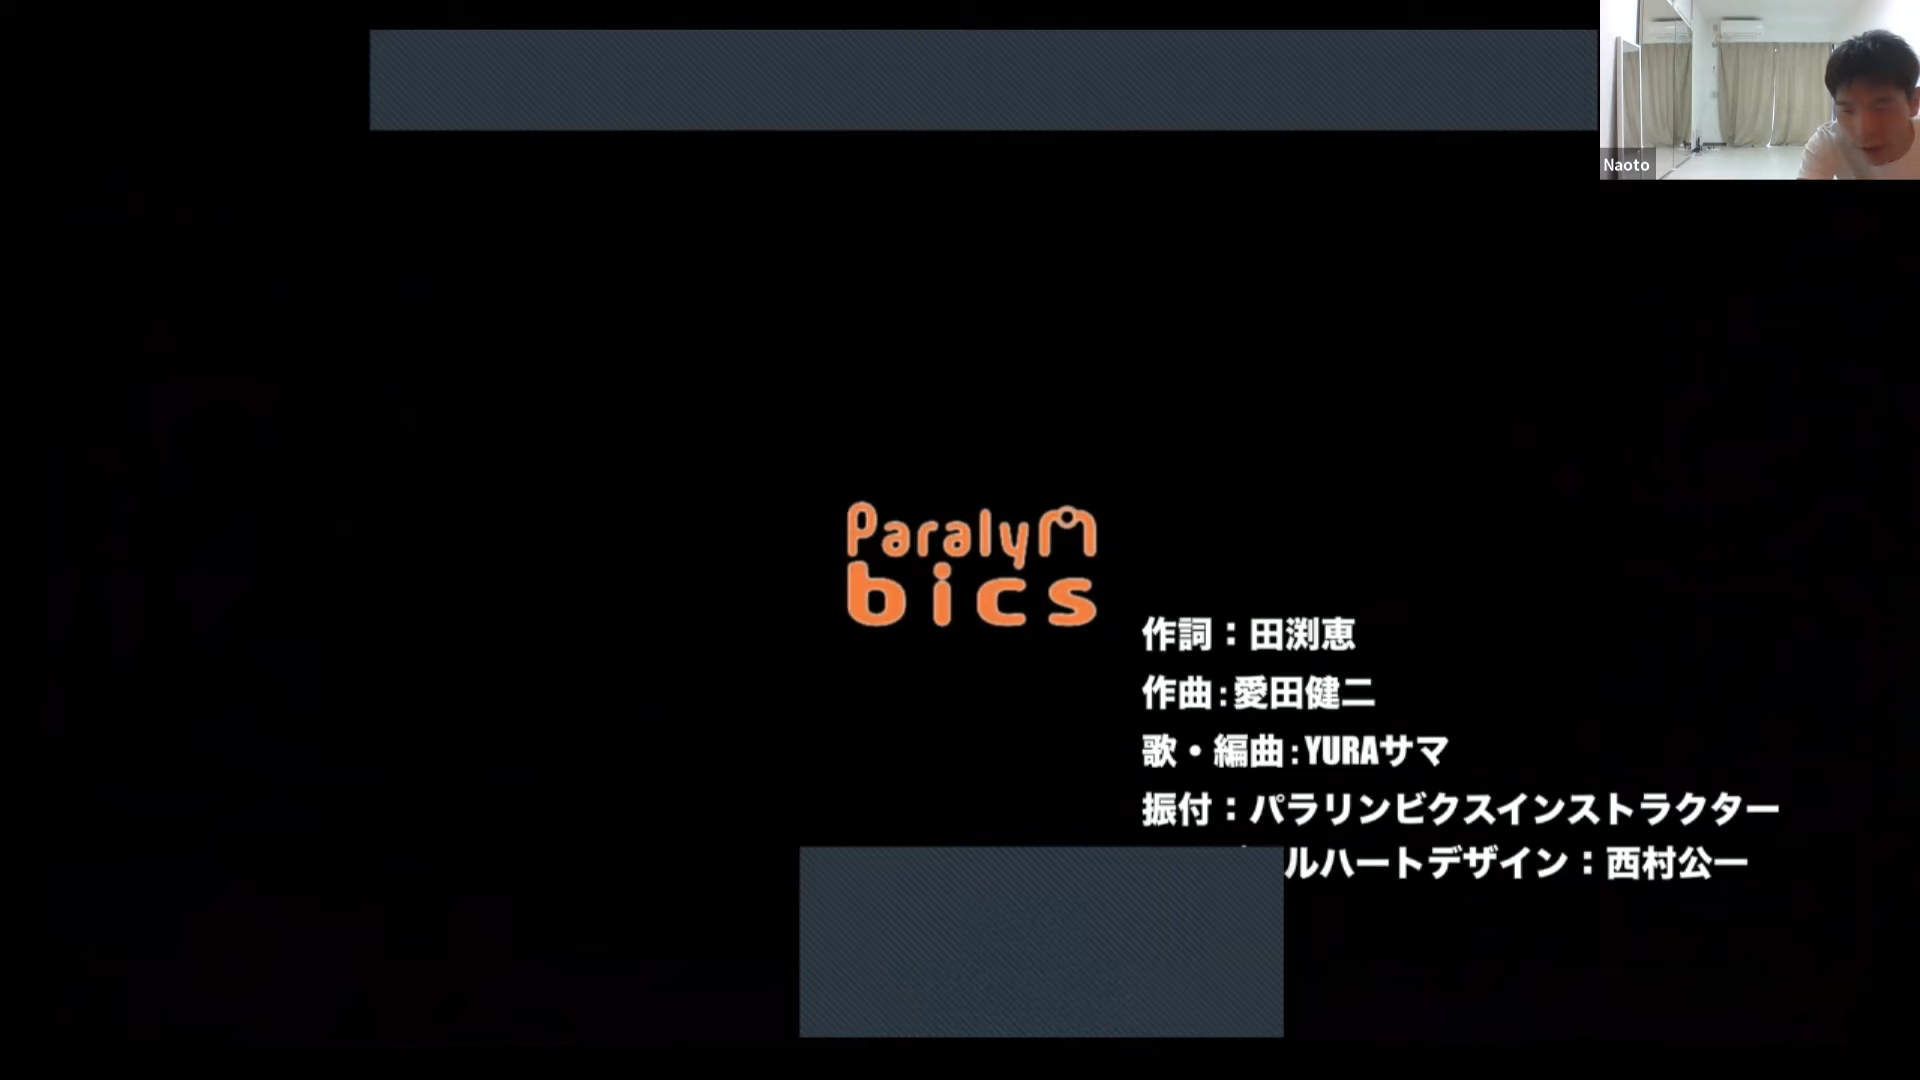 Naoto
Paralym
bics
作詞：田渕恵
作曲:愛田健二
歌・編曲:YURAサマ
振付：パラリンビクスインストラクター
ルハートデザイン：西村公一